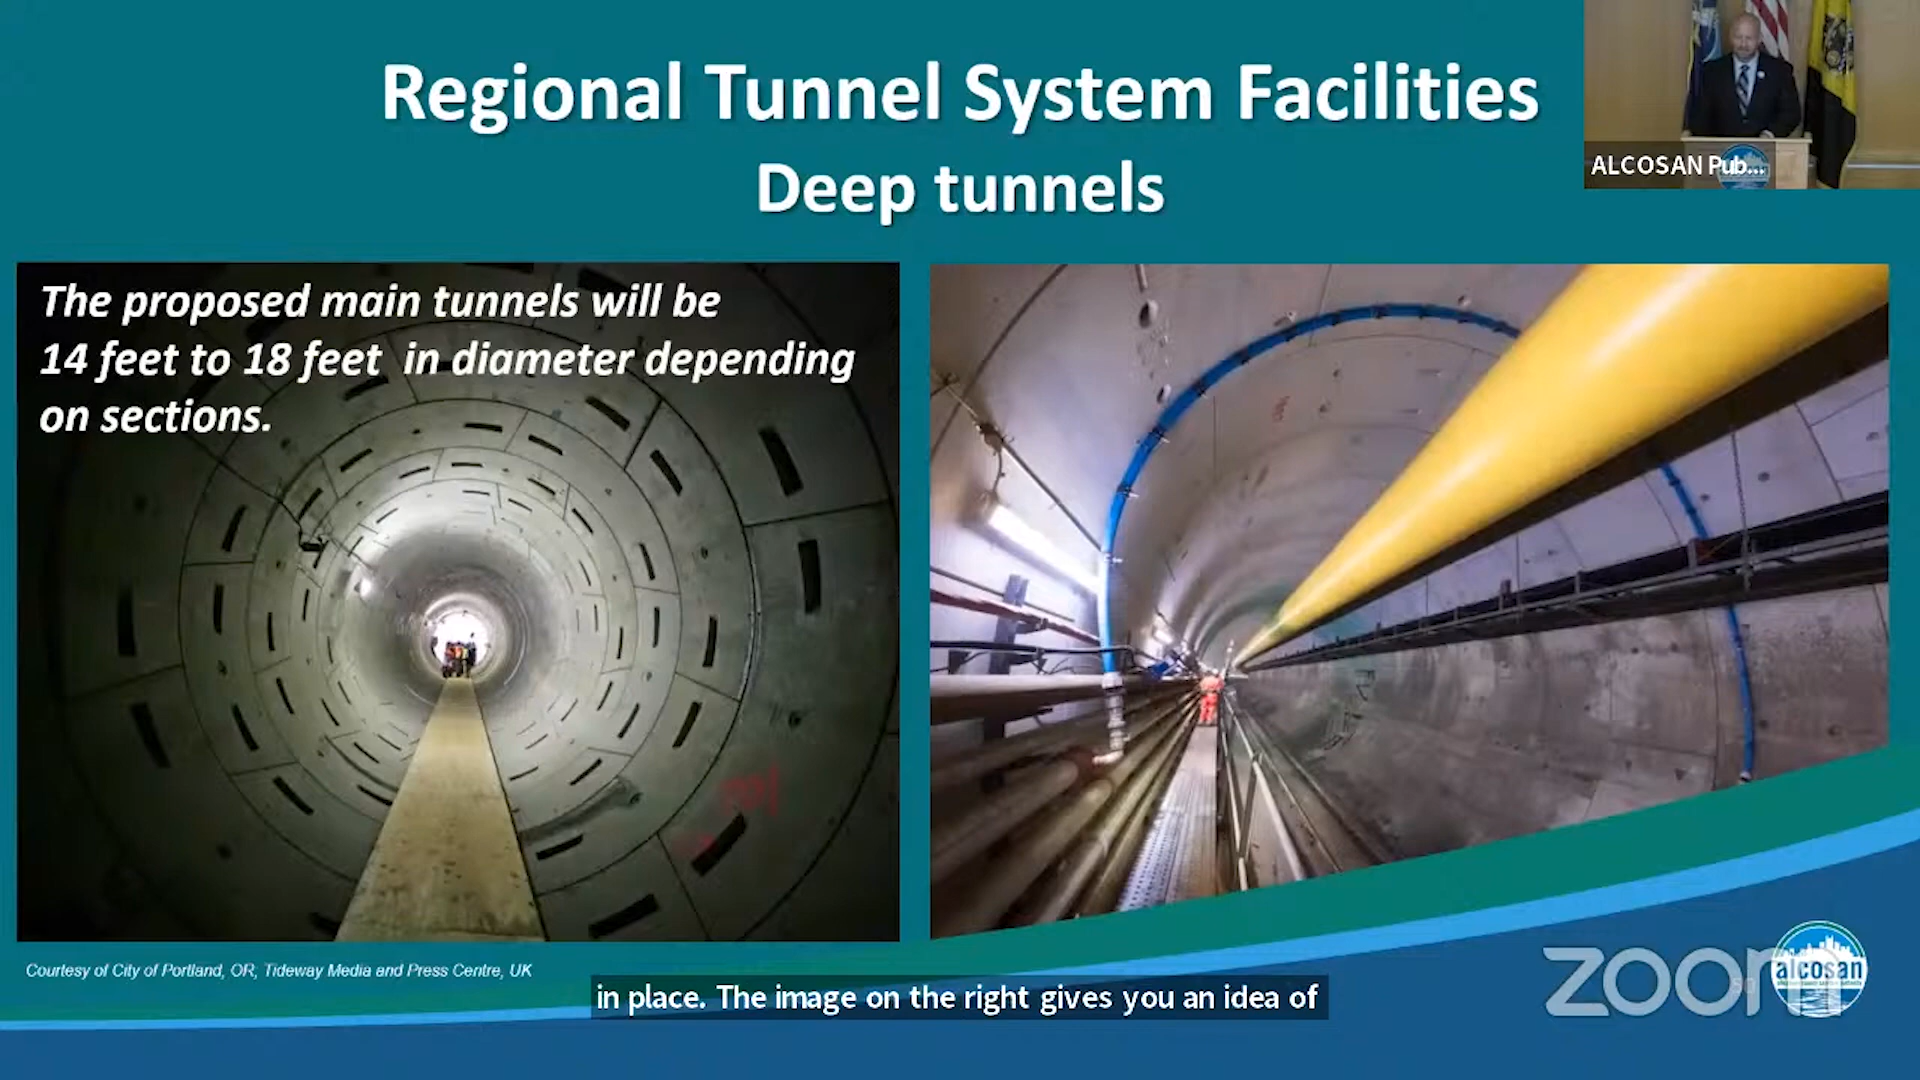 Regional Tunnel System Facilities
Deep tunnels
ALCOSAN Pub...
The proposed main tunnels will be
14 feet to 18 feet in diameter depending
on sections.
Courtesy of City of Portland, OR, Tideway Media and Press Centre, UK
in place. The image on the right gives you an idea of
zoom
alcosan